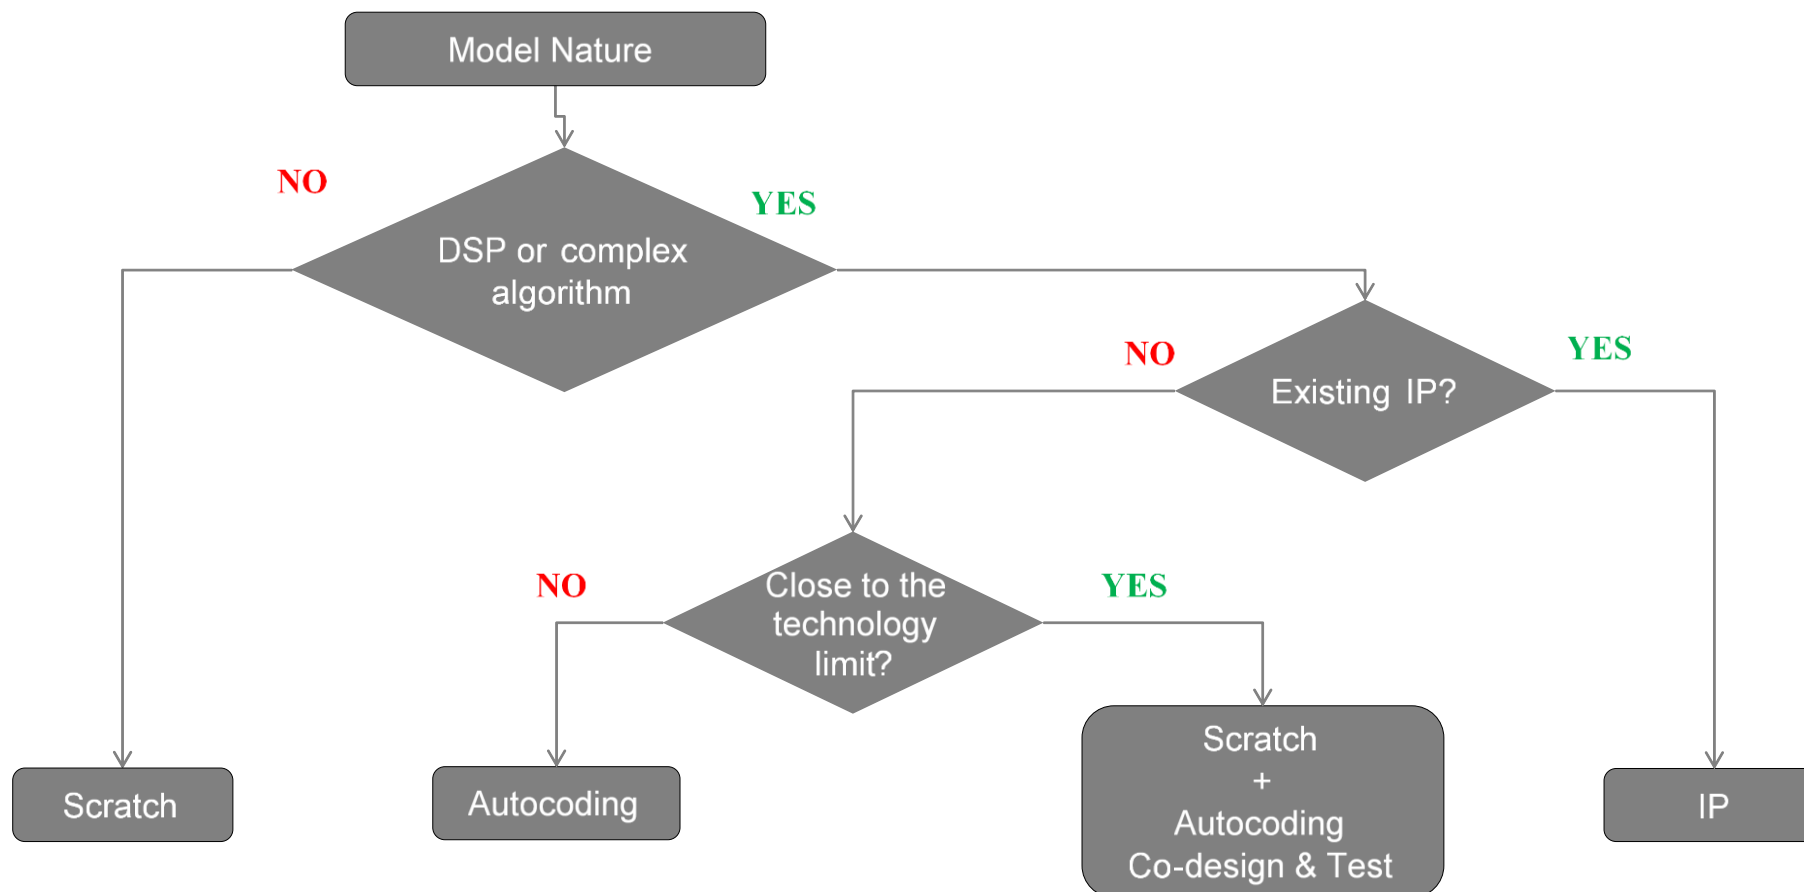 Model Nature
NO
YES
DSP or complex
algorithm
NO
YES
Existing IP?
NO
YES
Close to the
technology
limit?
Scratch
Autocoding
Scratch
+
Autocoding
Co-design & Test
IP